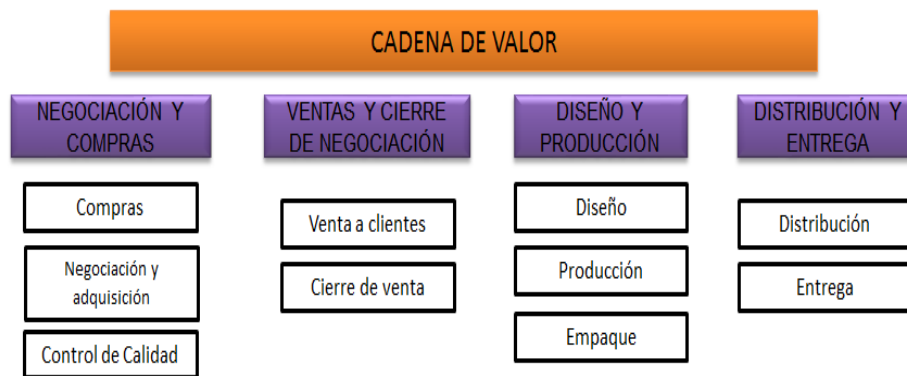 CADENA DE VALOR
NEGOCIACIÓN Y
COMPRAS
Compras
Negociación y
adquisición
Control de Calidad
VENTAS Y CIERRE
DE NEGOCIACIÓN
Venta a clientes
Cierre de venta
DISEÑO Y
PRODUCCIÓN
Diseño
Producción
Empaque
DISTRIBUCIÓN Y
ENTREGA
Distribución
Entrega